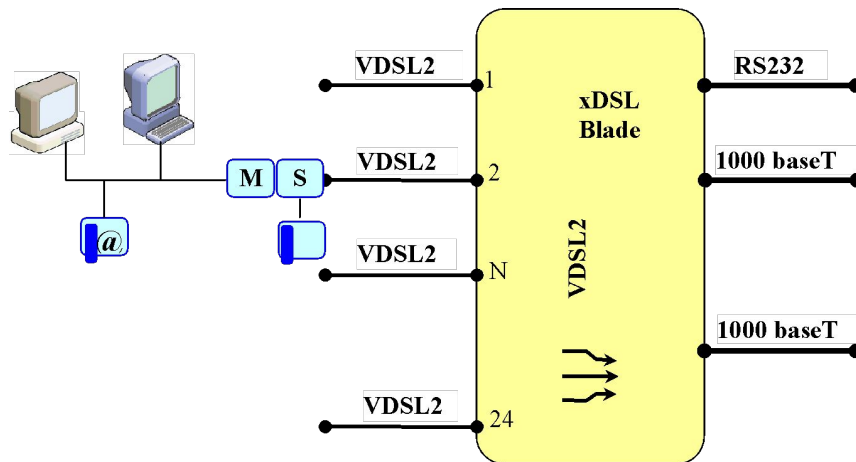 VDSL2
1
xDSL
Blade
RS232
VDSL2
2
1000 baseT
M
S
@
VDSL2
N
VDSL2
1000 baseT
VDSL2
24